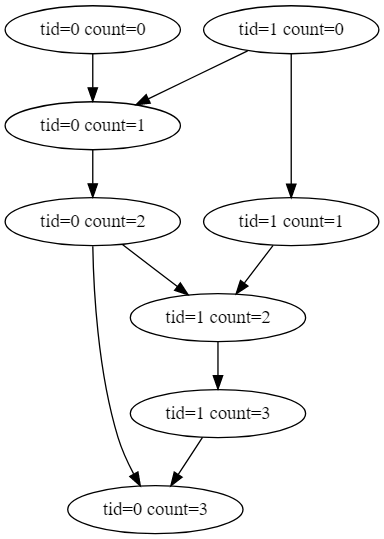 tid=0 count=0
tid=1 count=0
tid=0 count=1
tid=0 count=2
tid=1 count=1
tid=1 count=2
tid=1 count=3
tid=0 count=3